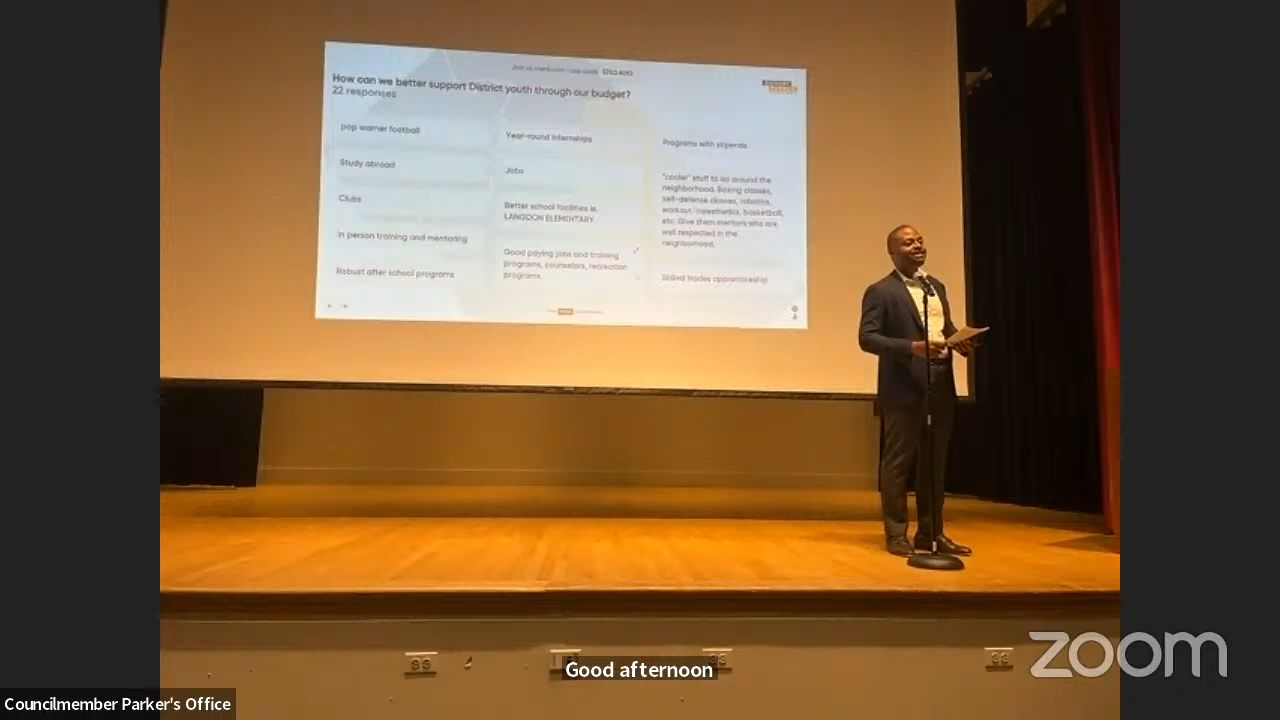 How can we better support District youth through our budget?
22 responses
pop warner football
Study abroad
Clubs
In person training and mentoring
Robust after school programs
Year-round internships
Jobs
Better school facilities ie.
LANGDON ELEMENTARY
Good paying jobs and training
programs, counselors, recreation
programs
Programs with stipends
"cooler" stuff to do around the
neighborhood. Boxing classes,
self-defense classes, robotics,
workout/calesthetics, basketball,
etc. Give them mentors who are
well respected in the
neighborhood.
Skilled trades apprenticeship
Good afternoon
zoom
Councilmember Parker's Office